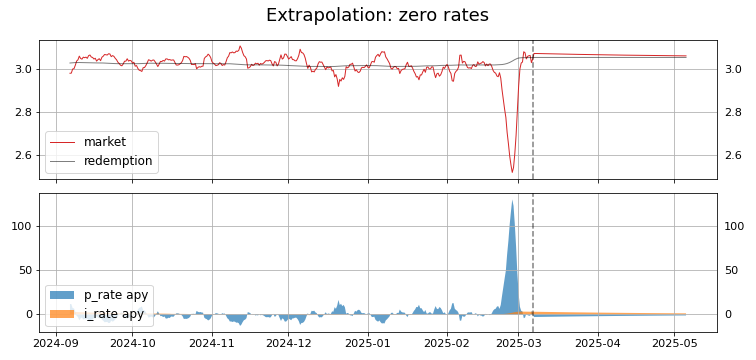 Extrapolation: zero rates
3.0
2.8
2.6
3.0
2.8
2.6
market
redemption
100
50
0
100
50
0
p_rate apy
i_rate apy
2024-09 2024-10 2024-11 2024-12 2025-01 2025-02 2025-03 2025-04 2025-05